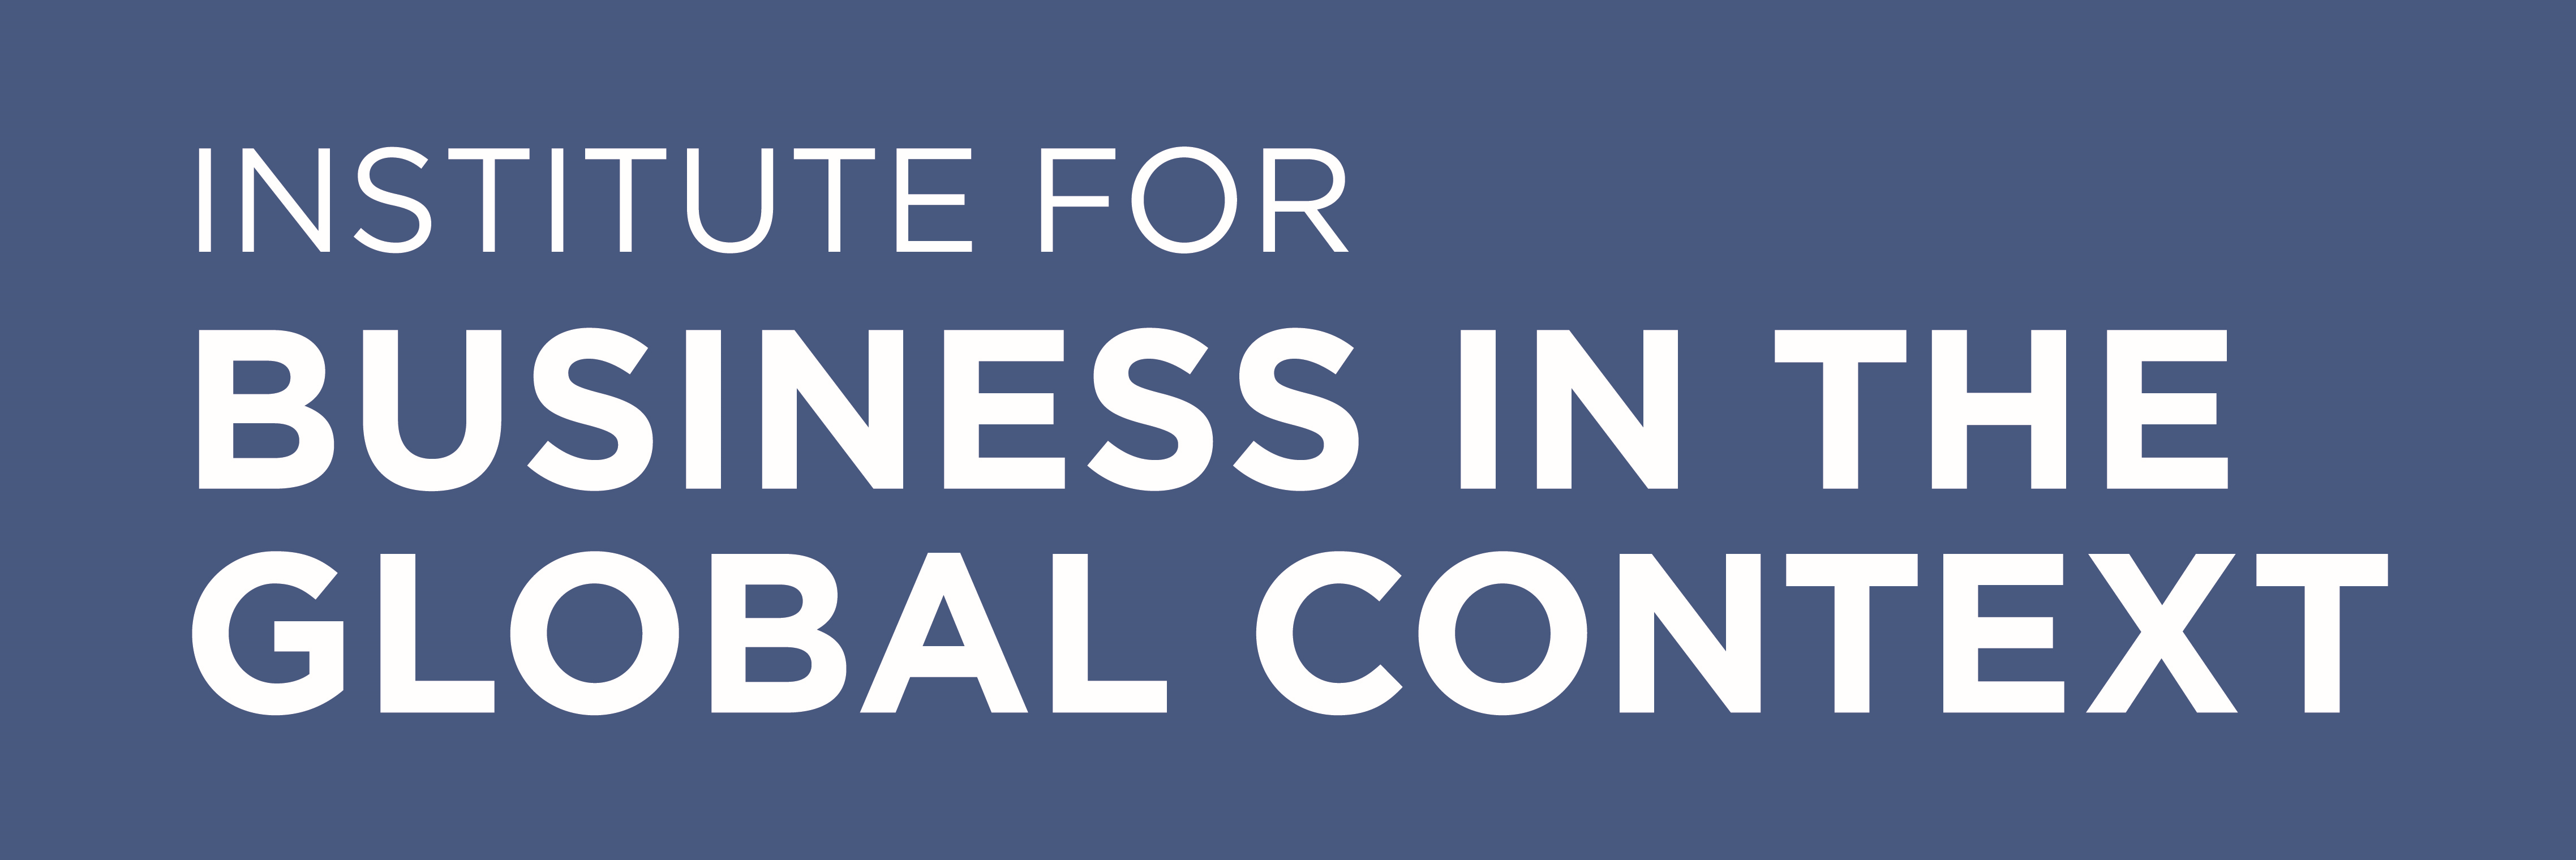 INSTITUTE FOR
BUSINESS IN THE
GLOBAL CONTEXT